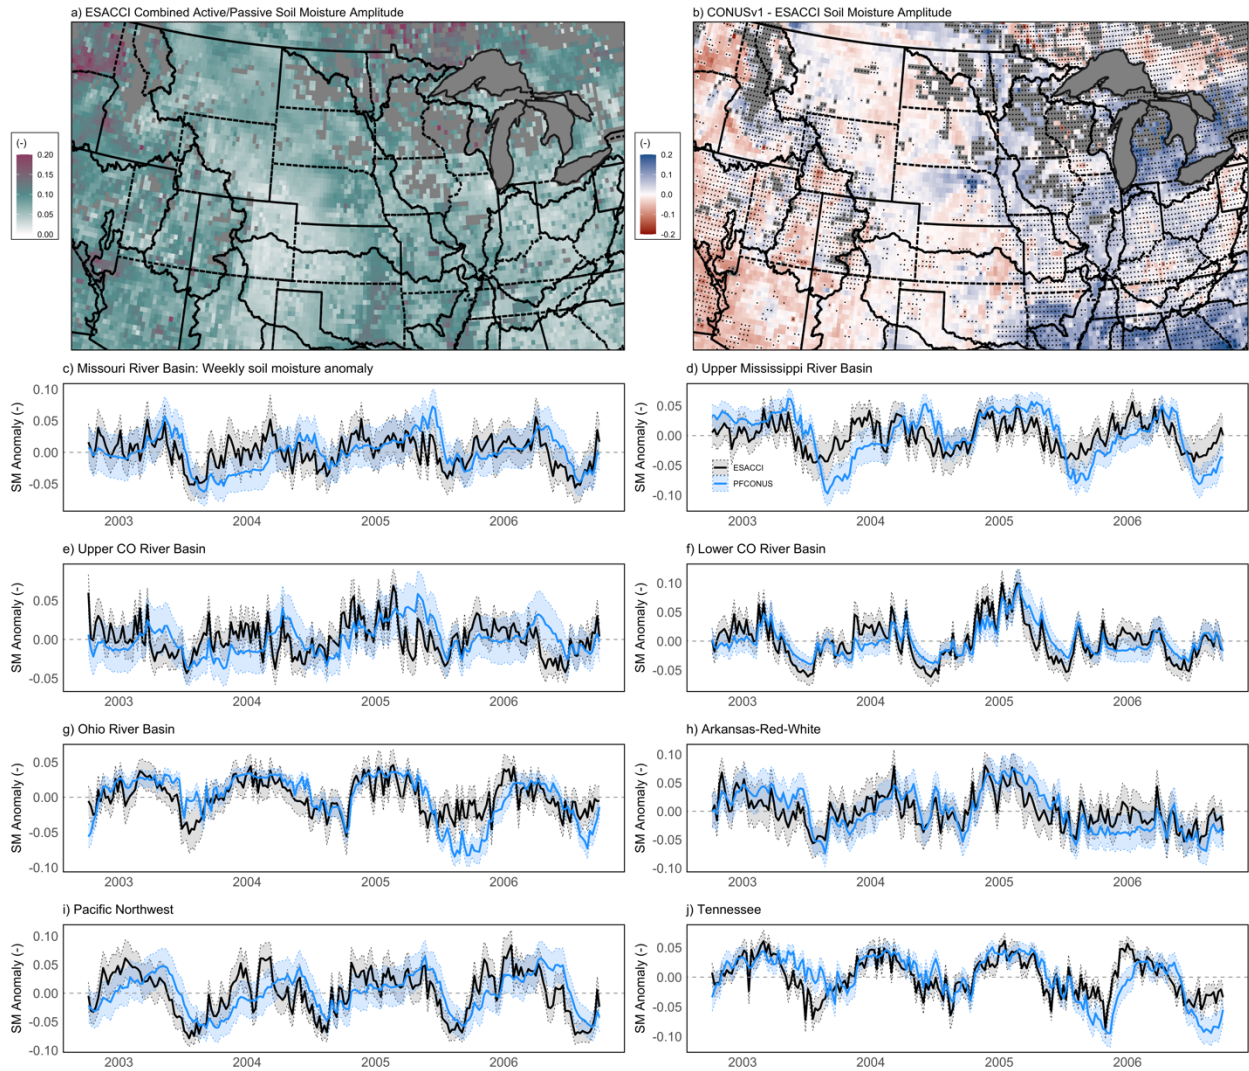 a) ESACCI Combined Active/Passive Soil Moisture Amplitude
(-)
0.20
0.15
0.10
0.05
0.00
b) CONUSv1 - ESACCI Soil Moisture Amplitude
(-)
0.2
0.1
0.0
-0.1
-0.2
c) Missouri River Basin: Weekly soil moisture anomaly
SM Anomaly (-)
0.10
0.05
0.00
-0.05
2003 2004 2005 2006
d) Upper Mississippi River Basin
SM Anomaly (-)
0.05
0.00
-0.05
-0.10
ESACCI
PFCONUS
2003 2004 2005 2006
e) Upper CO River Basin
SM Anomaly (-)
0.05
0.00
-0.05
2003 2004 2005 2006
f) Lower CO River Basin
SM Anomaly (-)
0.10
0.05
0.00
-0.05
2003 2004 2005 2006
g) Ohio River Basin
SM Anomaly (-)
0.05
0.00
-0.05
-0.10
2003 2004 2005 2006
h) Arkansas-Red-White
SM Anomaly (-)
0.10
0.05
0.00
-0.05
-0.10
2003 2004 2005 2006
i) Pacific Northwest
SM Anomaly (-)
0.10
0.05
0.00
-0.05
-0.10
2003 2004 2005 2006
j) Tennessee
SM Anomaly (-)
0.05
0.00
-0.05
-0.10
2003 2004 2005 2006